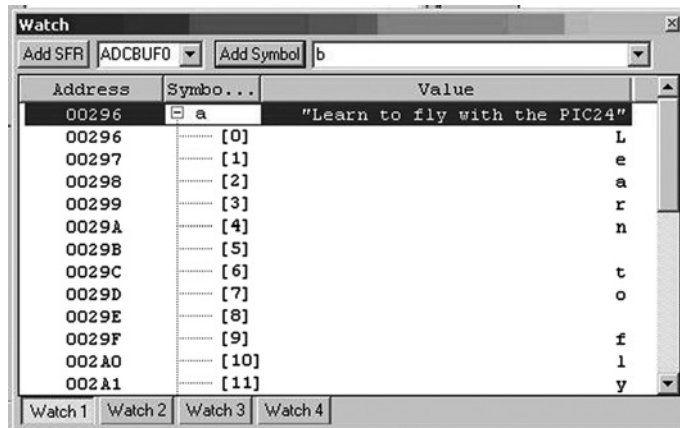 Watch
Add SFR ADCBUF0 Add Symbol b
Address Symbo... Value
00296 a "Learn to fly with the PIC24"
00296 [0] L
00297 [1] e
00298 [2] a
00299 [3] r
0029A [4] n
0029B [5]
0029C [6] t
0029D [7] o
0029E [8]
0029F [9] f
002A0 [10] l
002A1 [11] y
Watch 1 Watch 2 Watch 3 Watch 4